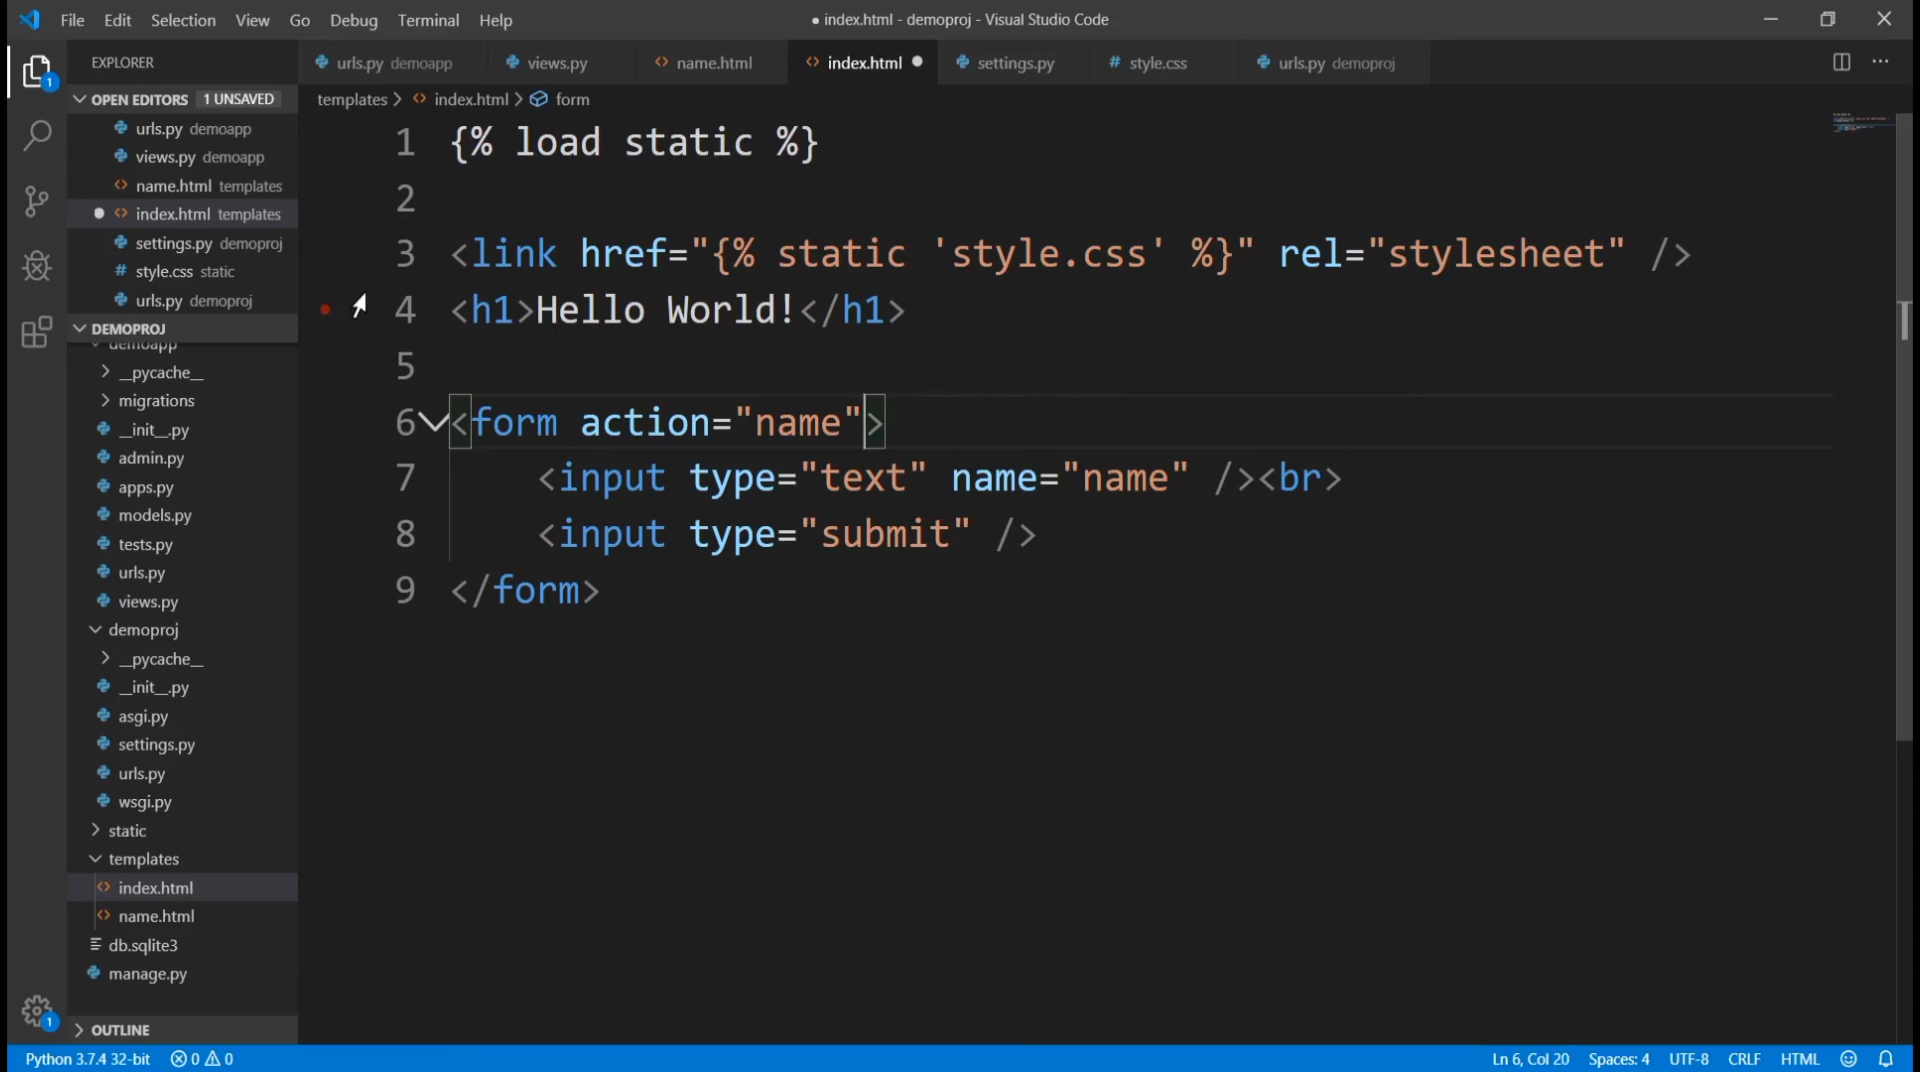 File Edit Selection View Go Debug Terminal Help ● index.html - demoproj - Visual Studio Code
EXPLORER
urls.py demoapp views.py name.html index.html settings.py style.css urls.py demoproj
OPEN EDITORS 1 UNSAVED
urls.py demoapp
views.py demoapp
name.html templates
index.html templates
settings.py demoproj
style.css static
urls.py demoproj
DEMOPROJ
demoapp
__pycache__
migrations
__init__.py
admin.py
apps.py
models.py
tests.py
urls.py
views.py
demoproj
__pycache__
__init__.py
asgi.py
settings.py
urls.py
wsgi.py
static
templates
index.html
name.html
db.sqlite3
manage.py
OUTLINE
templates > index.html > form
1 {% load static %}
2
3 <link href="{% static 'style.css' %}" rel="stylesheet" />
4 <h1>Hello World!</h1>
5
6 <form action="name">
7 <input type="text" name="name" /><br>
8 <input type="submit" />
9 </form>
1
1
Python 3.7.4 32-bit 0 0 Ln 6, Col 20 Spaces: 4 UTF-8 CRLF HTML